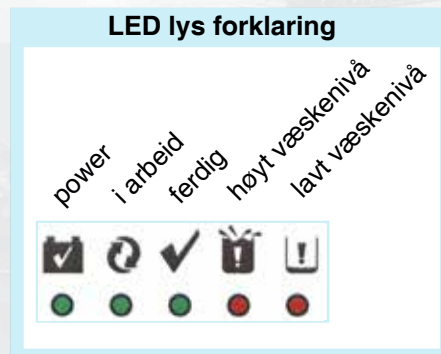 LED lys forklaring
power
i arbeid
ferdig
høyt væskenivå
lavt væskenivå